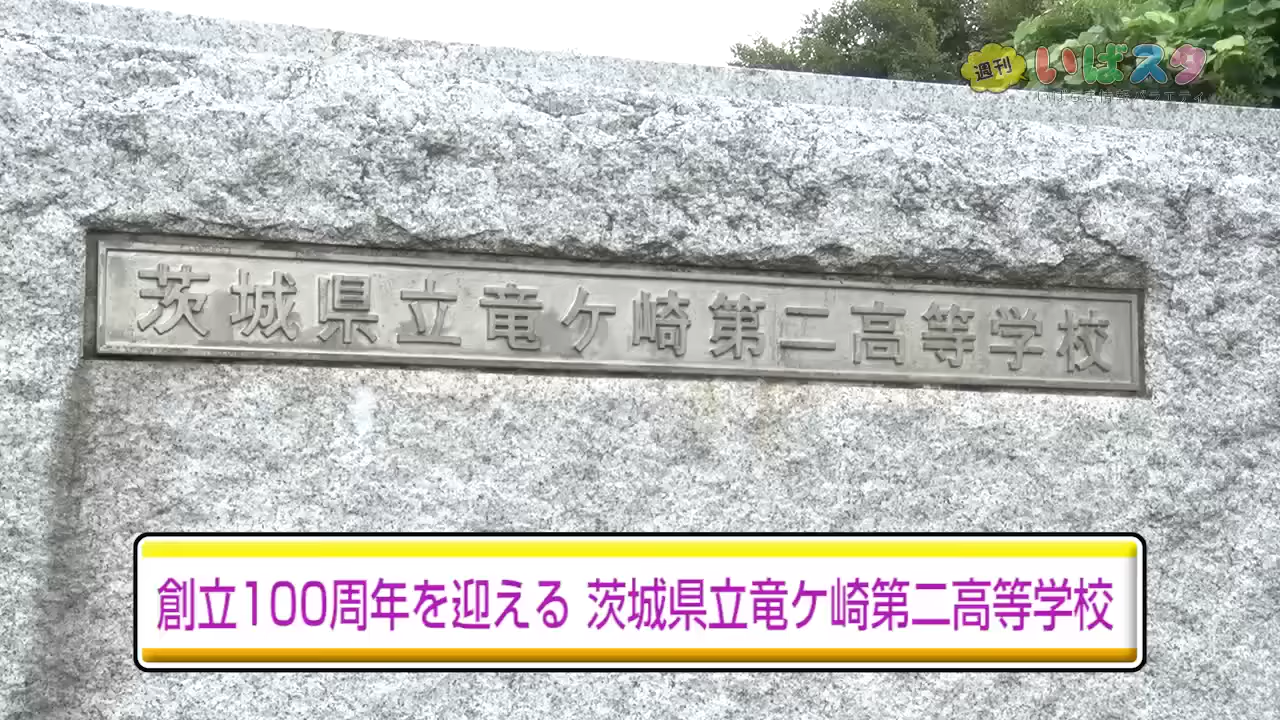 週刊 いばスタ
茨城県立竜ケ崎第二高等学校
創立100周年を迎える 茨城県立竜ケ崎第二高等学校